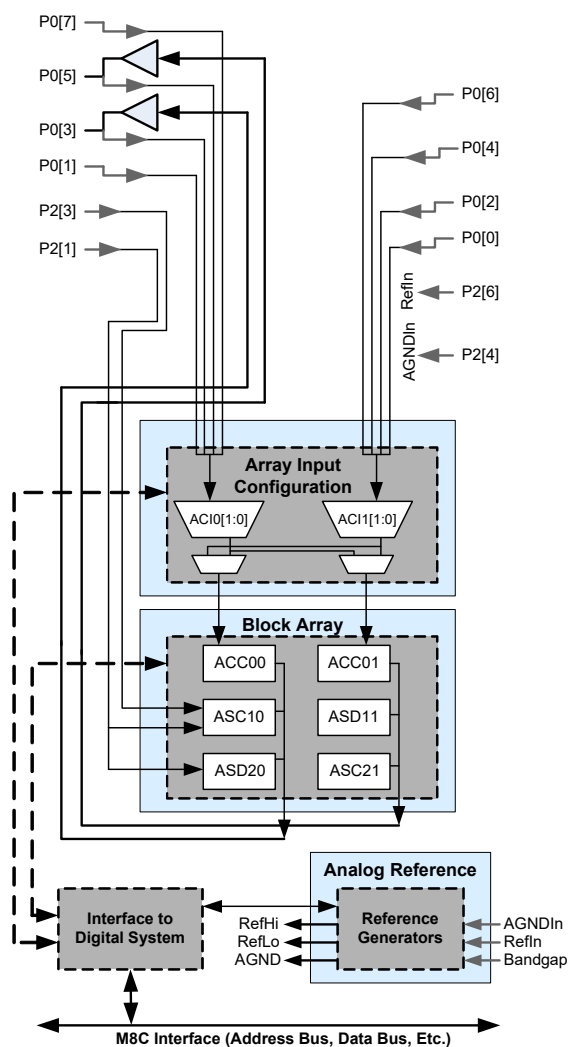 P0[7]
P0[5]
P0[3]
P0[1]
P2[3]
P2[1]
P0[6]
P0[4]
P0[2]
P0[0]
P2[6]
RefIn
P2[4]
AGNDIn
Array Input
Configuration
ACI0[1:0]
ACI1[1:0]
Block Array
ACC00
ACC01
ASC10
ASD11
ASD20
ASC21
Analog Reference
Interface to
Digital System
RefHi
RefLo
AGND
Reference
Generators
AGNDIn
RefIn
Bandgap
M8C Interface (Address Bus, Data Bus, Etc.)